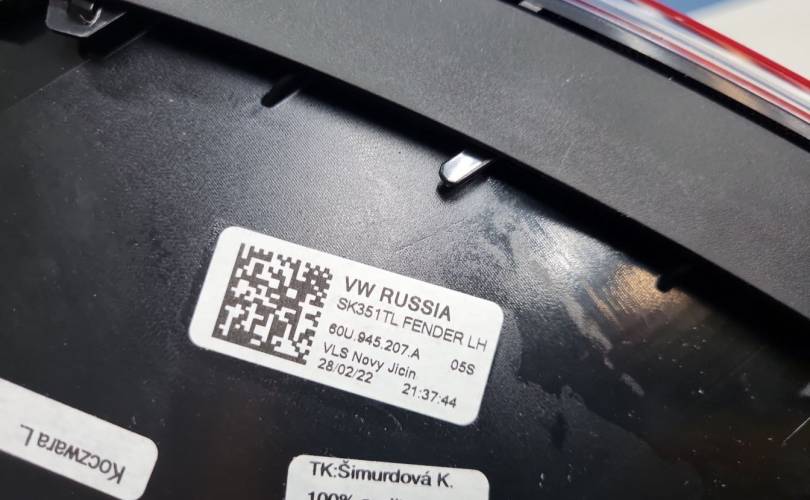 VW RUSSIA
SK351TL FENDER LH
60U.945.207.A 05S
VLS Novy Jicin
28/02/22 21:37:44
Koczwara L.
TK:Šimurdová K.
100%